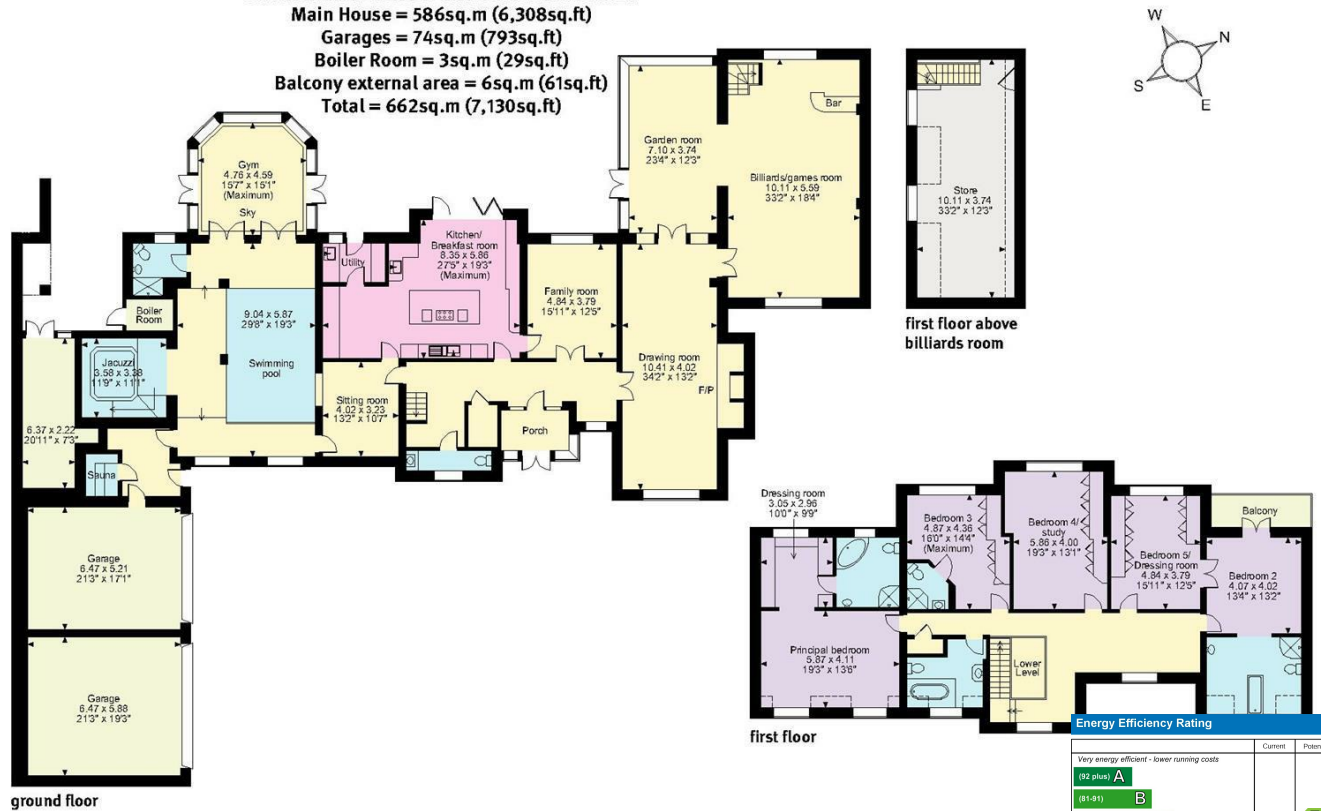 Main House = 586sq.m (6,308sq.ft)
Garages = 74sq.m (793sq.ft)
Boiler Room = 3sq.m (29sq.ft)
Balcony external area = 6sq.m (61sq.ft)
Total = 662sq.m (7,130sq.ft)
W
N
S
E
Gym
4.76 x 4.59
15'7" x 15'1"
(Maximum)
Sky
Garden room
7.10 x 3.74
23'4" x 12'3"
Bar
Billiards/games room
10.11 x 5.59
33'2" x 18'4"
Store
10.11 x 3.74
33'2" x 12'3"
first floor above
billiards room
Utility
Kitchen/
Breakfast room
8.35 x 5.86
27'5" x 19'3"
(Maximum)
Family room
4.84 x 3.79
15'11" x 12'5"
Boiler
Room
9.04 x 5.87
29'8" x 19'3"
Swimming
pool
Jacuzzi
3.58 x 3.38
11'9" x 11'1"
Drawing room
10.41 x 4.02
34'2" x 13'2"
F/P
Sitting room
4.02 x 3.23
13'2" x 10'7"
Porch
6.37 x 2.22
20'11" x 7'3"
Sauna
Garage
6.47 x 5.21
21'3" x 17'1"
Garage
6.47 x 5.88
21'3" x 19'3"
ground floor
Dressing room
3.05 x 2.96
10'0" x 9'9"
Bedroom 3
4.87 x 4.36
16'0" x 14'4"
(Maximum)
Bedroom 4/
study
5.86 x 4.00
19'3" x 13'1"
Bedroom 5/
Dressing room
4.84 x 3.79
15'11" x 12'5"
Balcony
Bedroom 2
4.07 x 4.02
13'4" x 13'2"
Principal bedroom
5.87 x 4.11
19'3" x 13'6"
Lower
Level
first floor
Energy Efficiency Rating
Current
Poten
Very energy efficient - lower running costs
(92 plus) A
(81-91) B